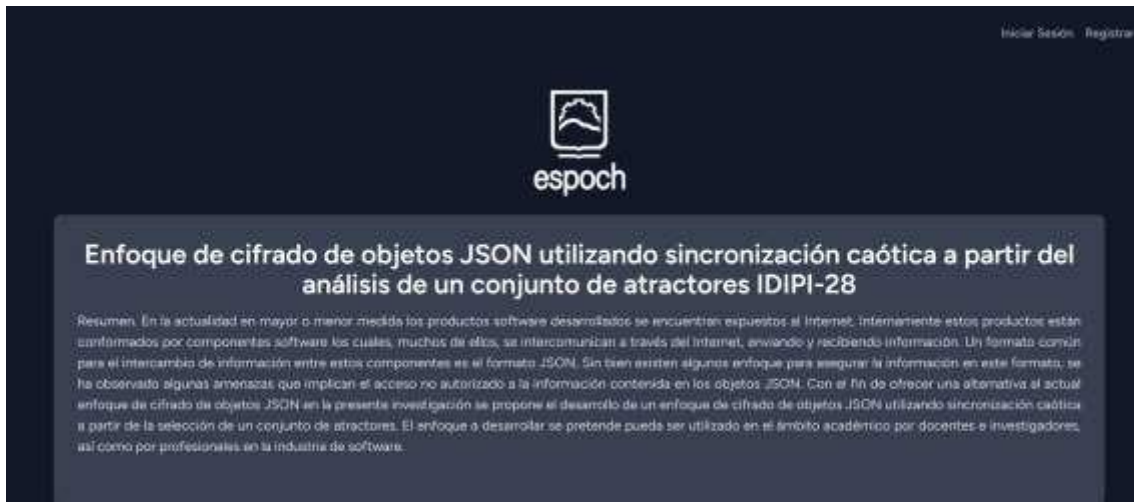 Iniciar Sesión Registrar
espoch
Enfoque de cifrado de objetos JSON utilizando sincronización caótica a partir del
análisis de un conjunto de atractores IDIPI-28
Resumen. En la actualidad en mayor o menor medida los productos software desarrollados se encuentran expuestos al Internet, Internamente estos productos están
conformados por componentes software los cuales, muchos de ellos, se intercomunican a través del Internet, enviando y recibiendo información. Un formato común
para el intercambio de información entre estos componentes es el formato JSON. Sin bien existen algunos enfoque para asegurar la información en este formato, se
ha observado algunas amenazas que implican el acceso no autorizado a la información contenida en los objetos JSON. Con el fin de ofrecer una alternativa al actual
enfoque de cifrado de objetos JSON en la presente investigación se propone el desarrollo de un enfoque de cifrado de objetos JSON utilizando sincronización caótica
a partir de la selección de un conjunto de atractores. El enfoque a desarrollar se pretende pueda ser utilizado en el ámbito académico por docentes e investigadores,
así como por profesionales en la industria de software.